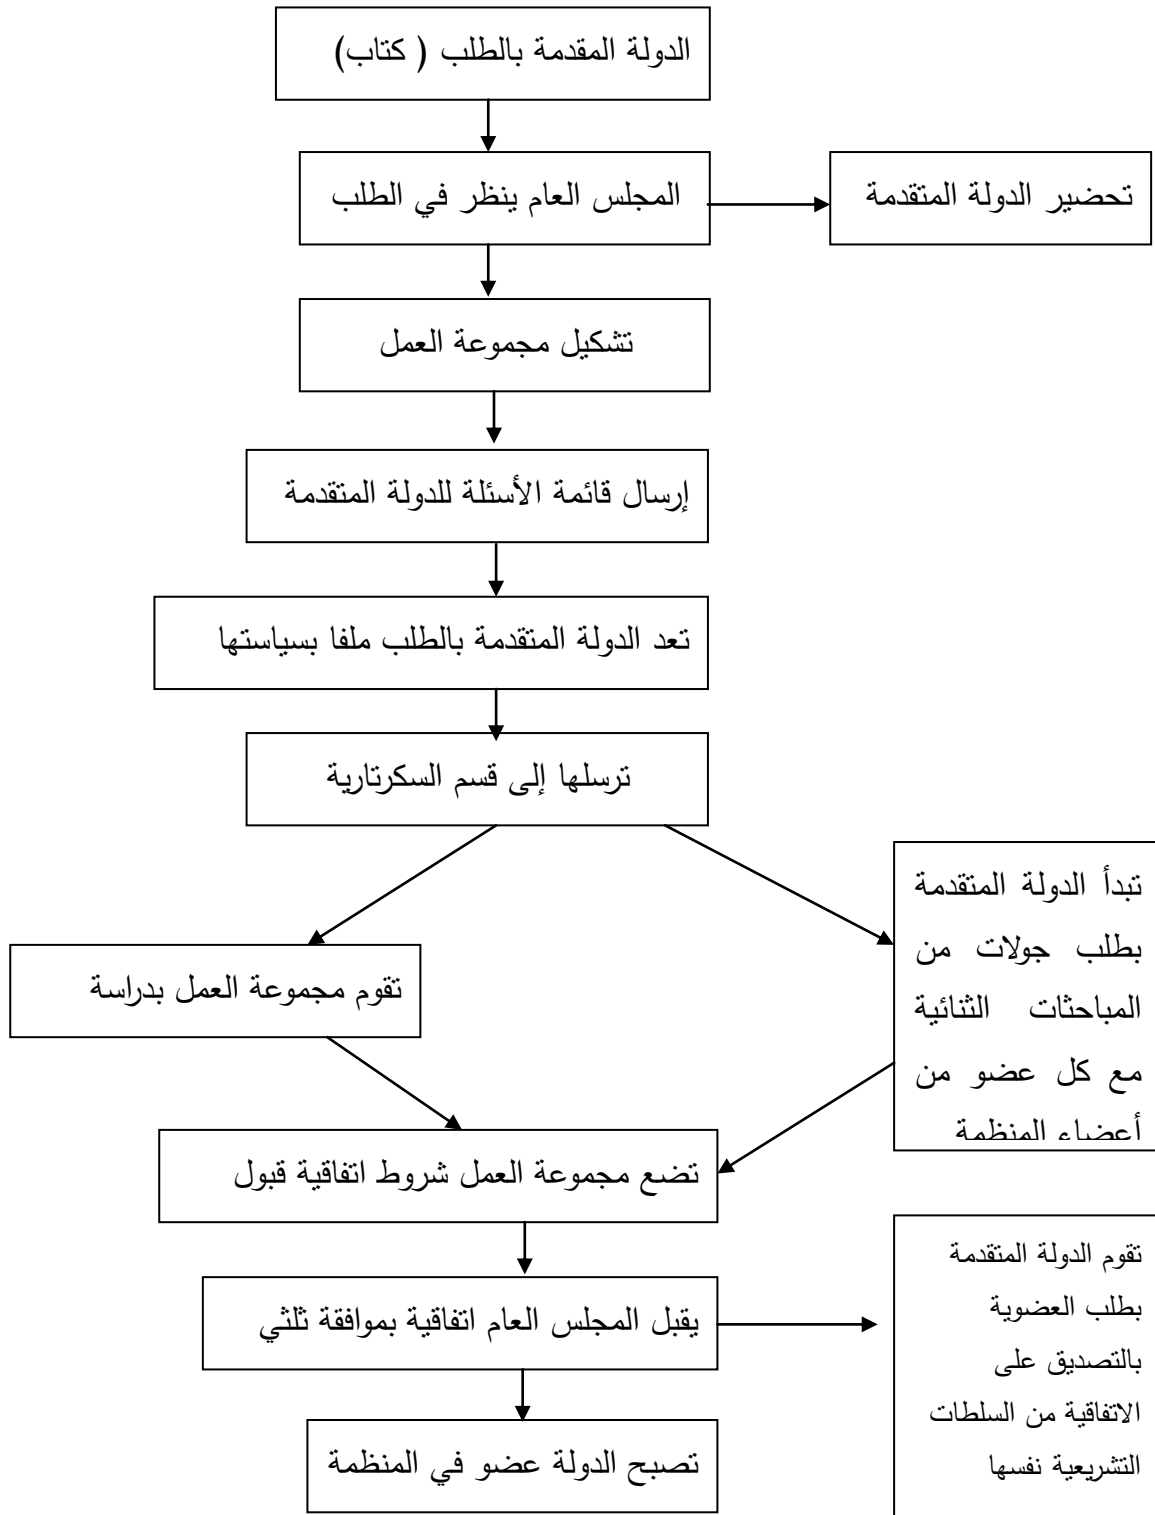 الدولة المقدمة بالطلب ( كتاب)
المجلس العام ينظر في الطلب
تحضير الدولة المتقدمة
تشكيل مجموعة العمل
إرسال قائمة الأسئلة للدولة المتقدمة
تعد الدولة المتقدمة بالطلب ملفا بسياستها
ترسلها إلى قسم السكرتارية
تبدأ الدولة المتقدمة
بطلب جولات من
المباحثات الثنائية
مع كل عضو من
أعضاء المنظمة
تقوم مجموعة العمل بدراسة
تضع مجموعة العمل شروط اتفاقية قبول
يقبل المجلس العام اتفاقية بموافقة ثلثي
تقوم الدولة المتقدمة
بطلب العضوية
بالتصديق على
الاتفاقية من السلطات
التشريعية نفسها
تصبح الدولة عضو في المنظمة